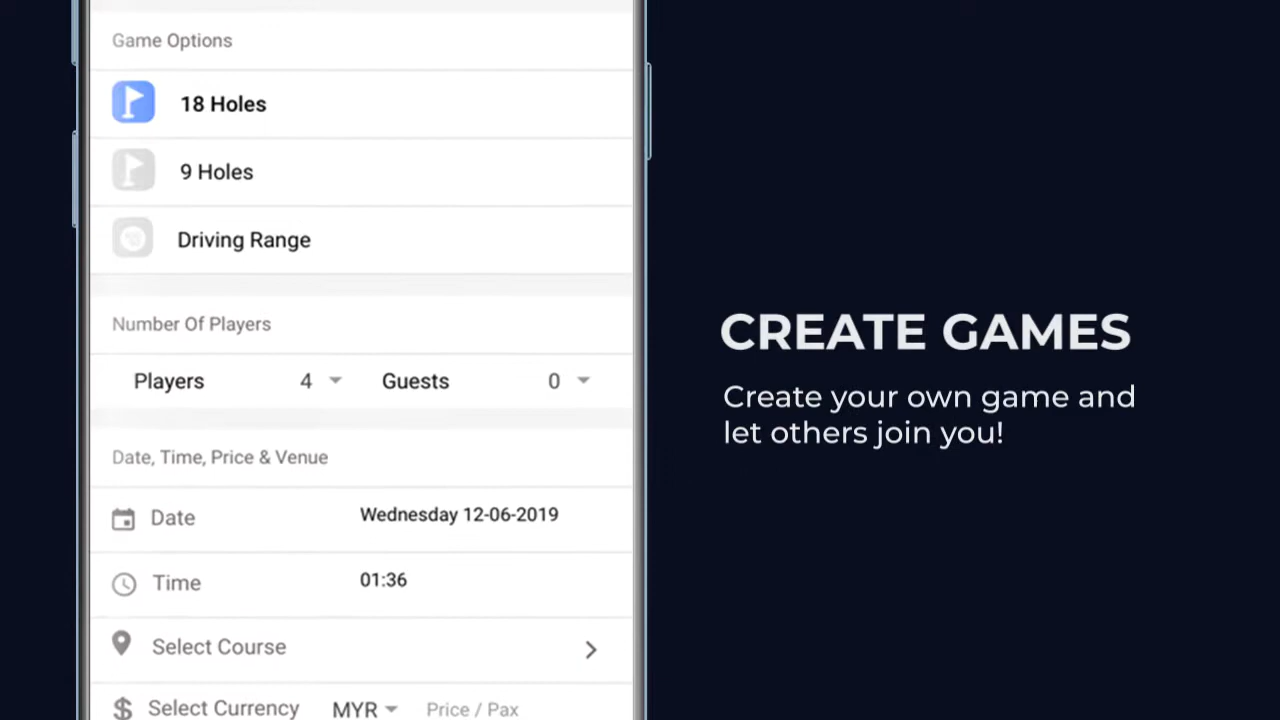 Game Options
18 Holes
9 Holes
Driving Range
Number Of Players
Players 4 Guests 0
Date, Time, Price & Venue
Date Wednesday 12-06-2019
Time 01:36
Select Course
$ Select Currency MYR Price / Pax
CREATE GAMES
Create your own game and
let others join you!